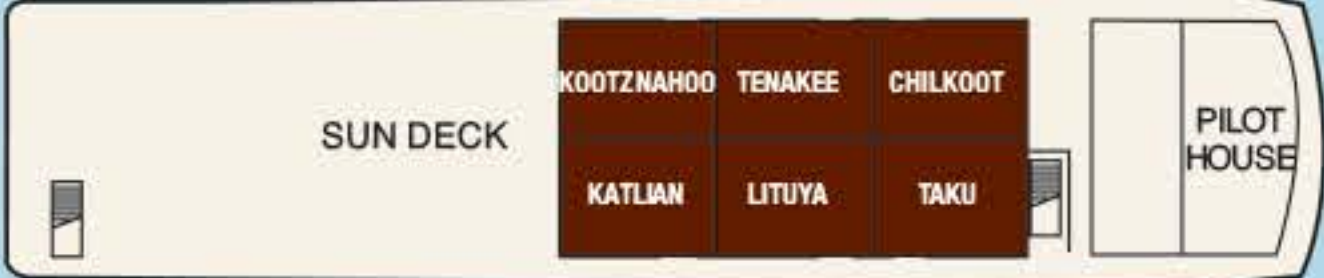 KOOTZNAHOO TENAKEE CHILKOOT
SUN DECK
PILOT
HOUSE
KATLIAN LITUYA TAKU